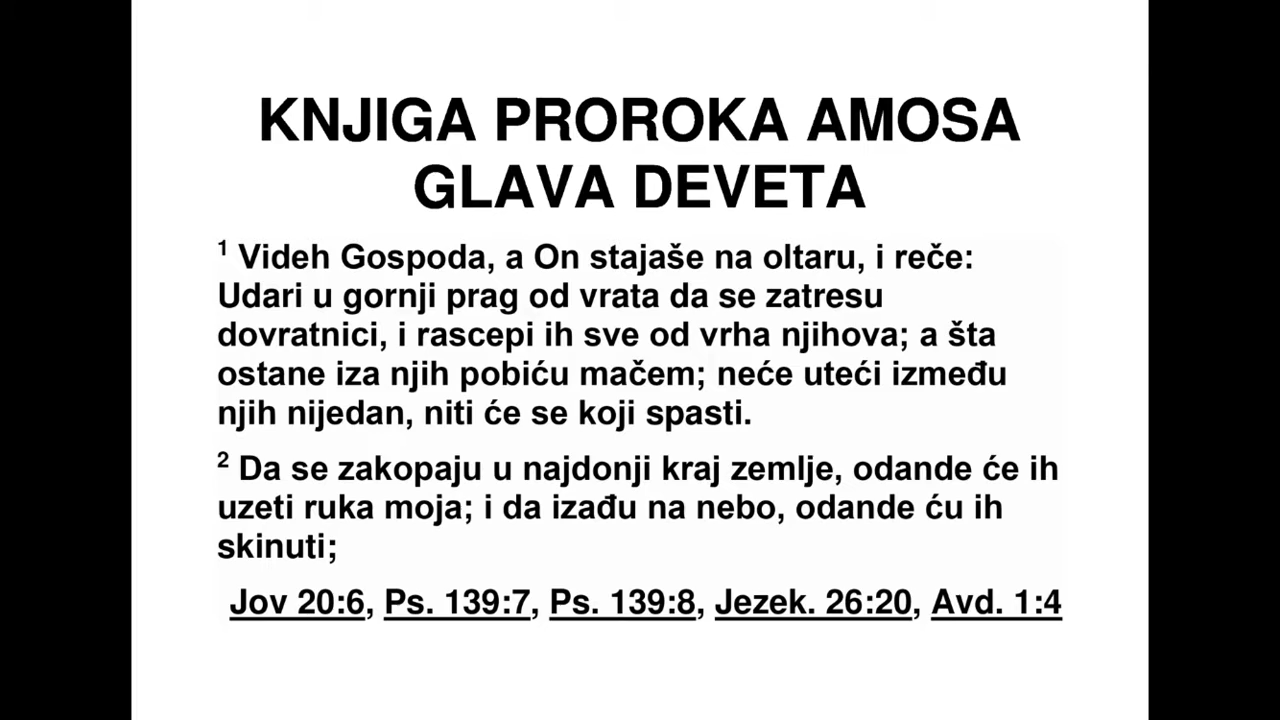 KNJIGA PROROKA AMOSA
GLAVA DEVETA
1 Videh Gospoda, a On stajaše na oltaru, i reče:
Udari u gornji prag od vrata da se zatresu
dovratnici, i rascepi ih sve od vrha njihova; a šta
ostane iza njih pobiću mačem; neće uteći između
njih nijedan, niti će se koji spasti.
2 Da se zakopaju u najdonji kraj zemlje, odande će ih
uzeti ruka moja; i da izađu na nebo, odande ću ih
skinuti;
Jov 20:6, Ps. 139:7, Ps. 139:8, Jezek. 26:20, Avd. 1:4